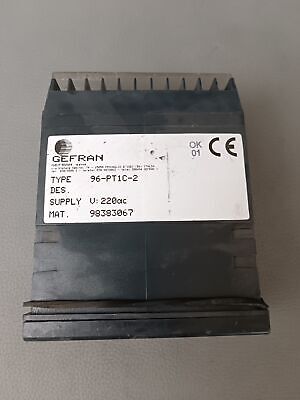 GEFRAN
OK
01
CE
TYPE 96-PT1C-2
DES.
SUPPLY V:220ac
MAT. 98383067